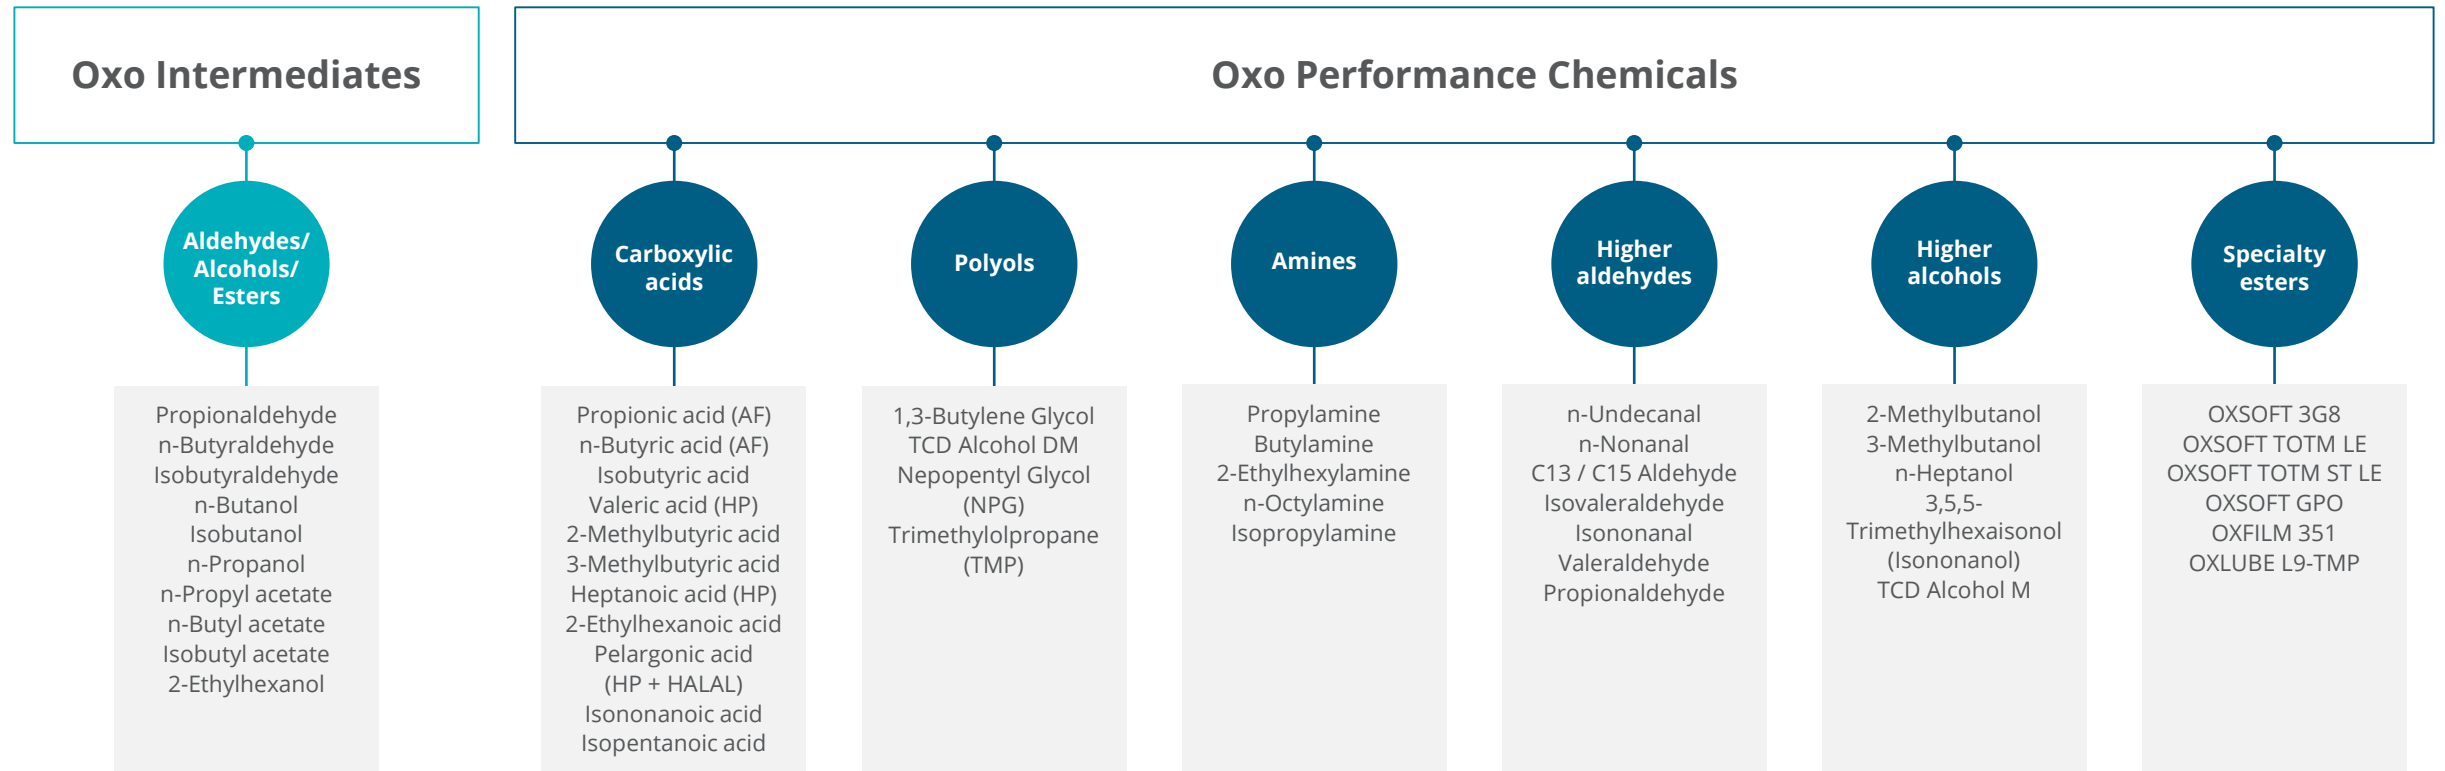 Oxo Intermediates
Oxo Performance Chemicals
Aldehydes/
Alcohols/
Esters
Carboxylic
acids
Polyols
Amines
Higher
aldehydes
Higher
alcohols
Specialty
esters
Propionaldehyde
n-Butyraldehyde
Isobutyraldehyde
n-Butanol
Isobutanol
n-Propanol
n-Propyl acetate
n-Butyl acetate
Isobutyl acetate
2-Ethylhexanol
Propionic acid (AF)
n-Butyric acid (AF)
Isobutyric acid
Valeric acid (HP)
2-Methylbutyric acid
3-Methylbutyric acid
Heptanoic acid (HP)
2-Ethylhexanoic acid
Pelargonic acid
(HP + HALAL)
Isononanoic acid
Isopentanoic acid
1,3-Butylene Glycol
TCD Alcohol DM
Nepopentyl Glycol
(NPG)
Trimethylolpropane
(TMP)
Propylamine
Butylamine
2-Ethylhexylamine
n-Octylamine
Isopropylamine
n-Undecanal
n-Nonanal
C13 / C15 Aldehyde
Isovaleraldehyde
Isononanal
Valeraldehyde
Propionaldehyde
2-Methylbutanol
3-Methylbutanol
n-Heptanol
3,5,5-
Trimethylhexaisonol
(Isononanol)
TCD Alcohol M
OXSOFT 3G8
OXSOFT TOTM LE
OXSOFT TOTM ST LE
OXSOFT GPO
OXFILM 351
OXLUBE L9-TMP